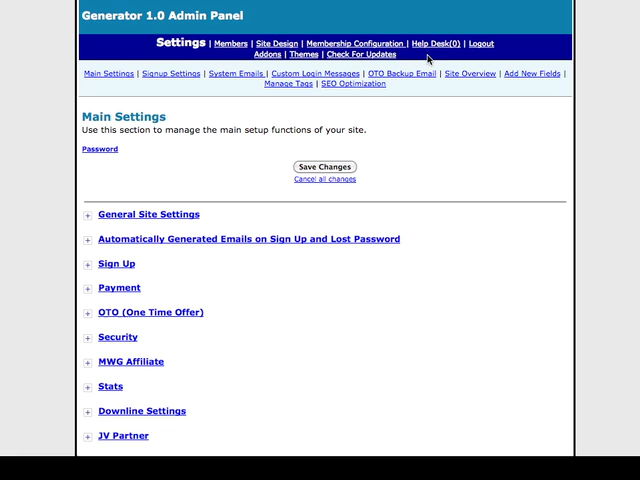 Generator 1.0 Admin Panel
Settings | Members | Site Design | Membership Configuration | Help Desk(0) | Logout
Addons | Themes | Check For Updates
Main Settings | Signup Settings | System Emails | Custom Login Messages | OTO Backup Email | Site Overview | Add New Fields |
Manage Tags | SEO Optimization
Main Settings
Use this section to manage the main setup functions of your site.
Password
Save Changes
Cancel all changes
General Site Settings
Automatically Generated Emails on Sign Up and Lost Password
Sign Up
Payment
OTO (One Time Offer)
Security
MWG Affiliate
Stats
Downline Settings
JV Partner